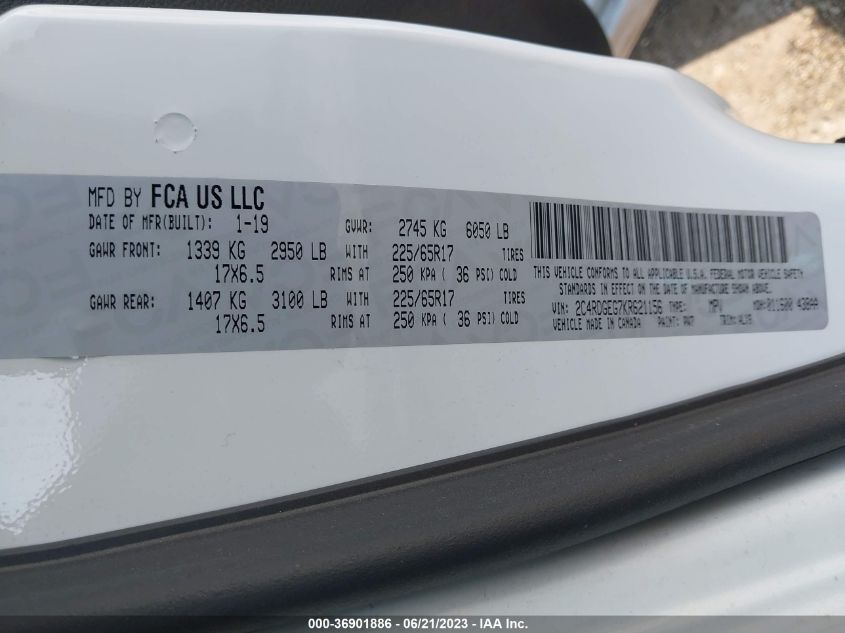 MFD BY FCA US LLC
DATE OF MFR(BUILT): 1-19 GVWR: 2745 KG 6050 LB
GAWR FRONT: 1339 KG 2950 LB WITH 225/65R17 TIRES
17X6.5 RIMS AT 250 KPA ( 36 PSI) COLD
GAWR REAR: 1407 KG 3100 LB WITH 225/65R17 TIRES
17X6.5 RIMS AT 250 KPA ( 36 PSI) COLD
THIS VEHICLE CONFORMS TO ALL APPLICABLE U.S.A. FEDERAL MOTOR VEHICLE SAFETY
STANDARDS IN EFFECT ON THE DATE OF MANUFACTURE SHOWN ABOVE.
VIN: 2C4RDGEG7KR621156 TYPE: MPV MDH:011600 438AA
VEHICLE MADE IN CANADA PAINT: PW7 TRIM:
000-36901886 - 06/21/2023 - IAA Inc.